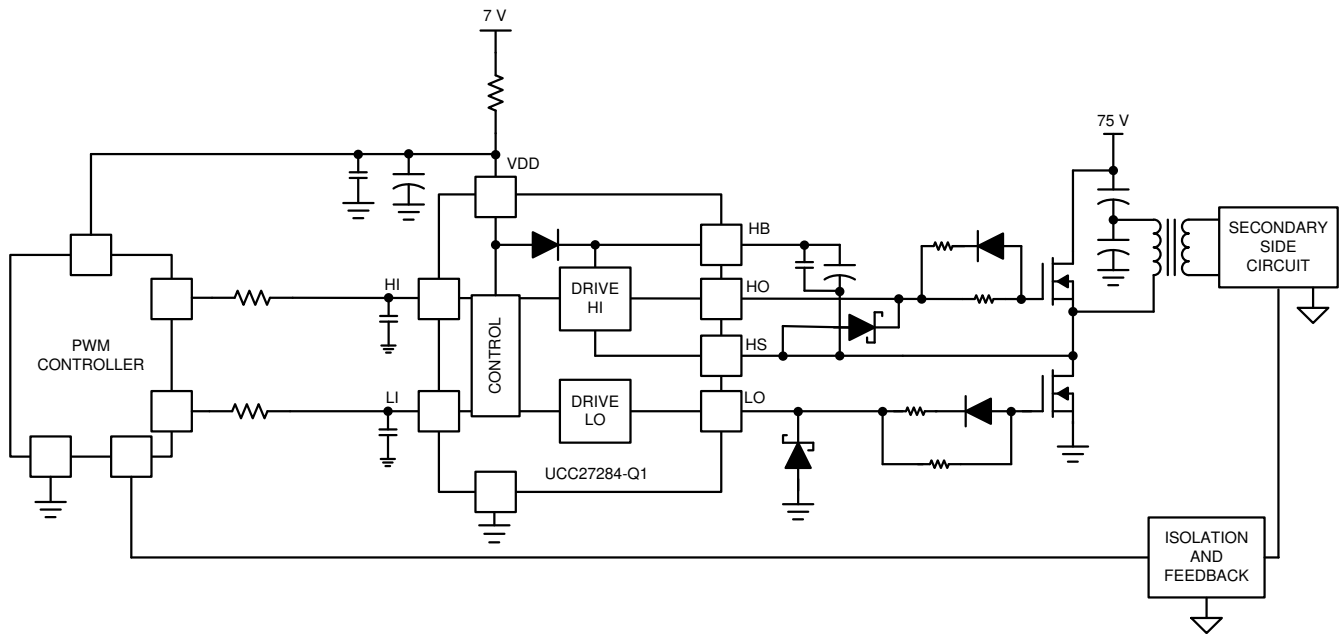 7 V
75 V
VDD
HB
SECONDARY
SIDE
CIRCUIT
HI
DRIVE
HI
HO
PWM
CONTROLLER
CONTROL
HS
LI
DRIVE
LO
LO
UCC27284-Q1
ISOLATION
AND
FEEDBACK